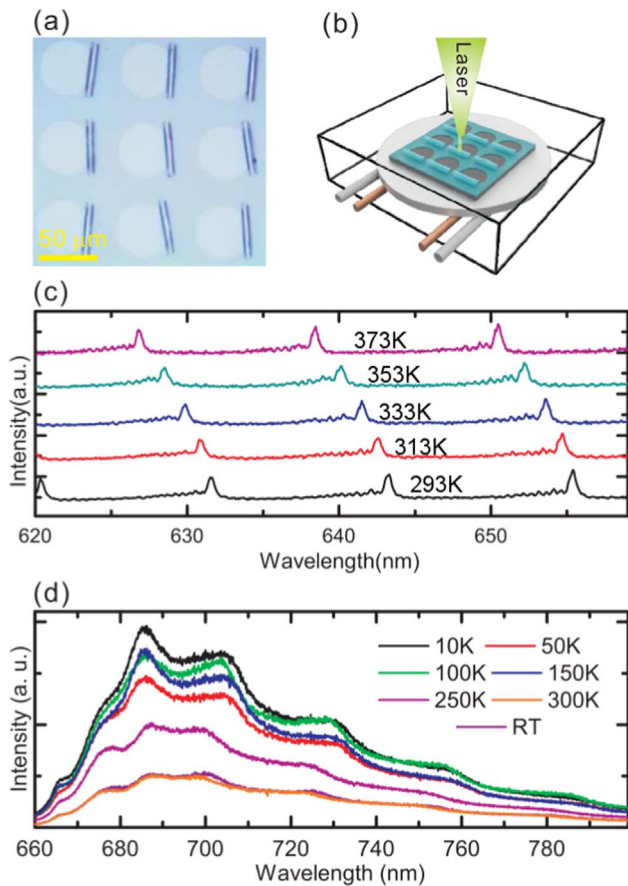 (a)
(b)
50 μm
Laser
(c)
Intensity(a.u.)
373K
353K
333K
313K
293K
620
630
640
650
Wavelength(nm)
(d)
Intensity (a. u.)
10K
50K
100K
150K
250K
300K
RT
660
680
700
720
740
760
780
Wavelength (nm)